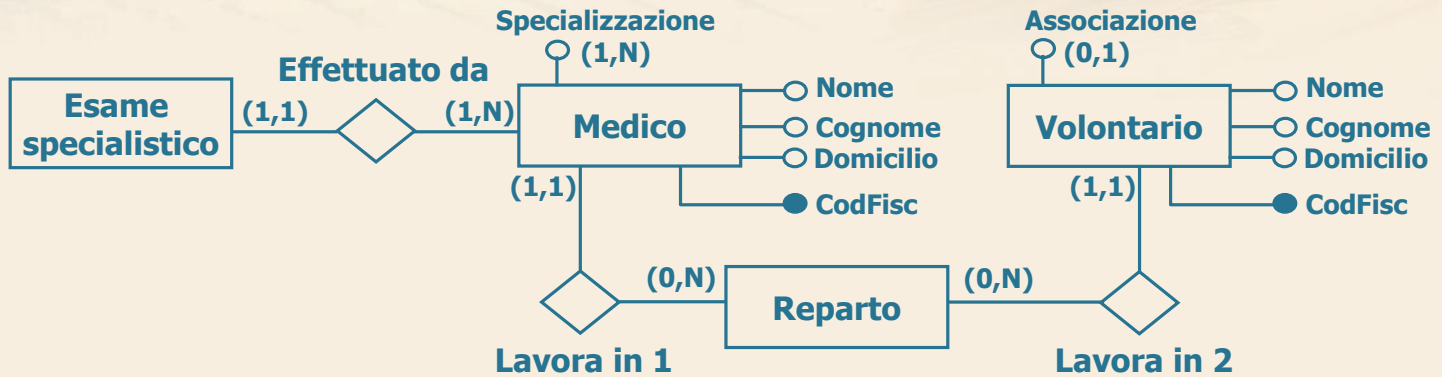 Specializzazione
(1,N)
Associazione
(0,1)
Effettuato da
Esame
specialistico
(1,1)
(1,N)
Medico
Nome
Cognome
Domicilio
CodFisc
Volontario
Nome
Cognome
Domicilio
CodFisc
(1,1)
(1,1)
(0,N)
Reparto
(0,N)
Lavora in 1
Lavora in 2